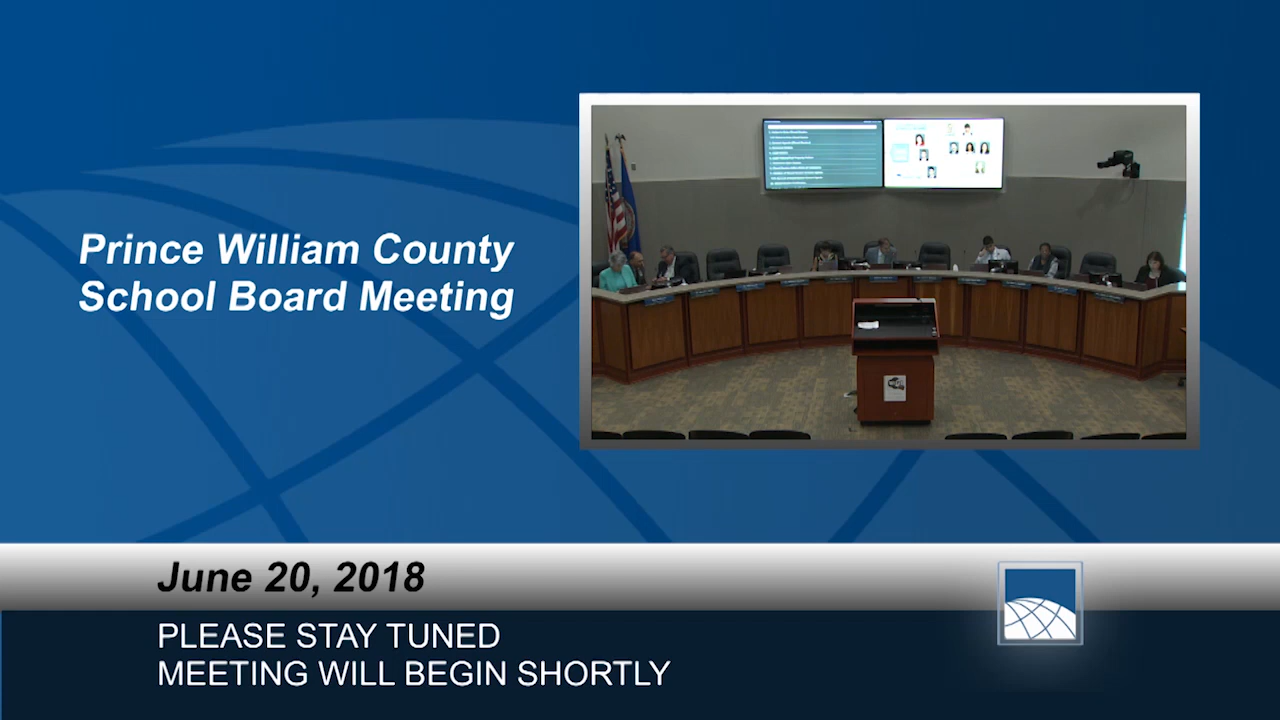 Prince William County
School Board Meeting
June 20, 2018
PLEASE STAY TUNED
MEETING WILL BEGIN SHORTLY